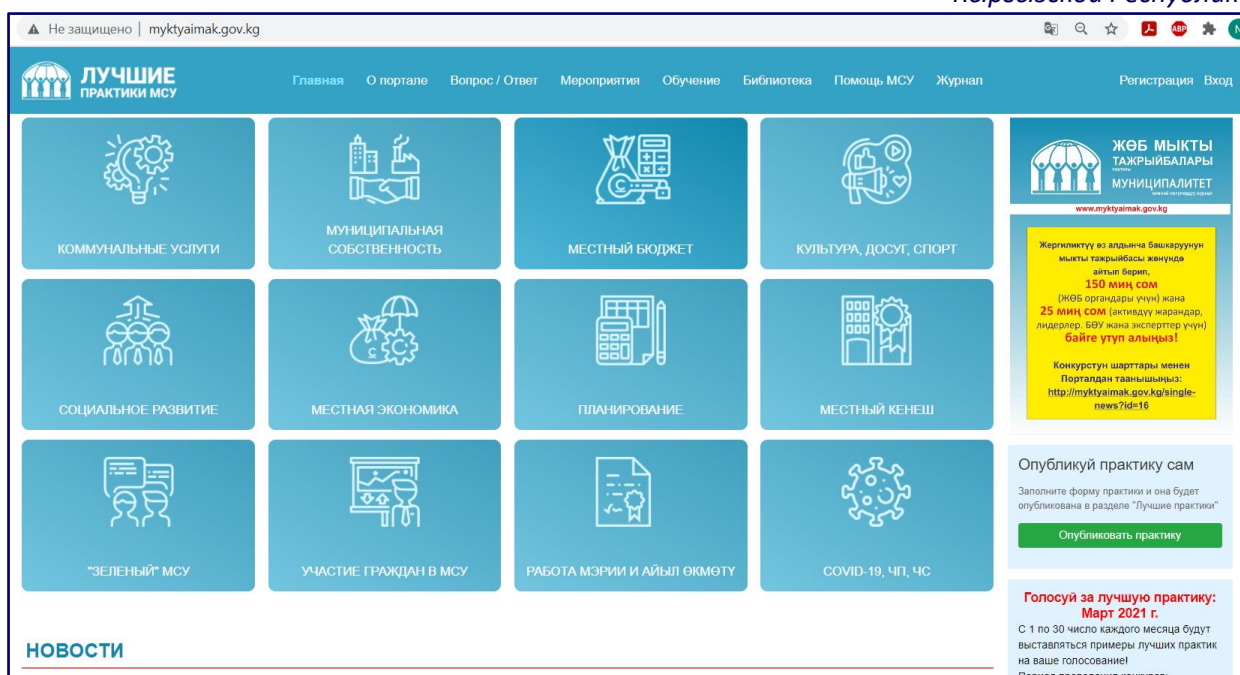 Не защищено | myktyaimak.gov.kg
ABP
N
ЛУЧШИЕ
ПРАКТИКИ МСУ
Главная О портале Вопрос / Ответ Мероприятия Обучение Библиотека Помощь МСУ Журнал Регистрация Вход
КОММУНАЛЬНЫЕ УСЛУГИ
МУНИЦИПАЛЬНАЯ
СОБСТВЕННОСТЬ
МЕСТНЫЙ БЮДЖЕТ
КУЛЬТУРА, ДОСУГ, СПОРТ
СОЦИАЛЬНОЕ РАЗВИТИЕ
МЕСТНАЯ ЭКОНОМИКА
ПЛАНИРОВАНИЕ
МЕСТНЫЙ КЕНЕШ
"ЗЕЛЕНЫЙ" МСУ
УЧАСТИЕ ГРАЖДАН В МСУ
РАБОТА МЭРИИ И АЙЫЛ ӨКМӨТУ
COVID-19, ЧП, ЧС
НОВОСТИ
ЖӨБ МЫКТЫ
ТАЖРЫЙБАЛАРЫ
МУНИЦИПАЛИТЕТ
www.myktyaimak.gov.kg
Жергиликтүү өз алдынча башкаруунун
мыкты тажрыйбасы жөнүндө
айтып берип,
150 миң сом
(ЖӨБ органдары үчүн) жана
25 миң сом (активдүү жарандар,
лидерлер. БӨУ жана эксперттер үчүн)
байге утуп алыңыз!
Конкурстун шарттары менен
Порталдан таанышыңыз:
http://myktyaimak.gov.kg/single-
news?id=16
Опубликуй практику сам
Заполните форму практики и она будет
опубликована в разделе "Лучшие практики"
Опубликовать практику
Голосуй за лучшую практику:
Март 2021 г.
С 1 по 30 число каждого месяца будут
выставляться примеры лучших практик
на ваше голосование!